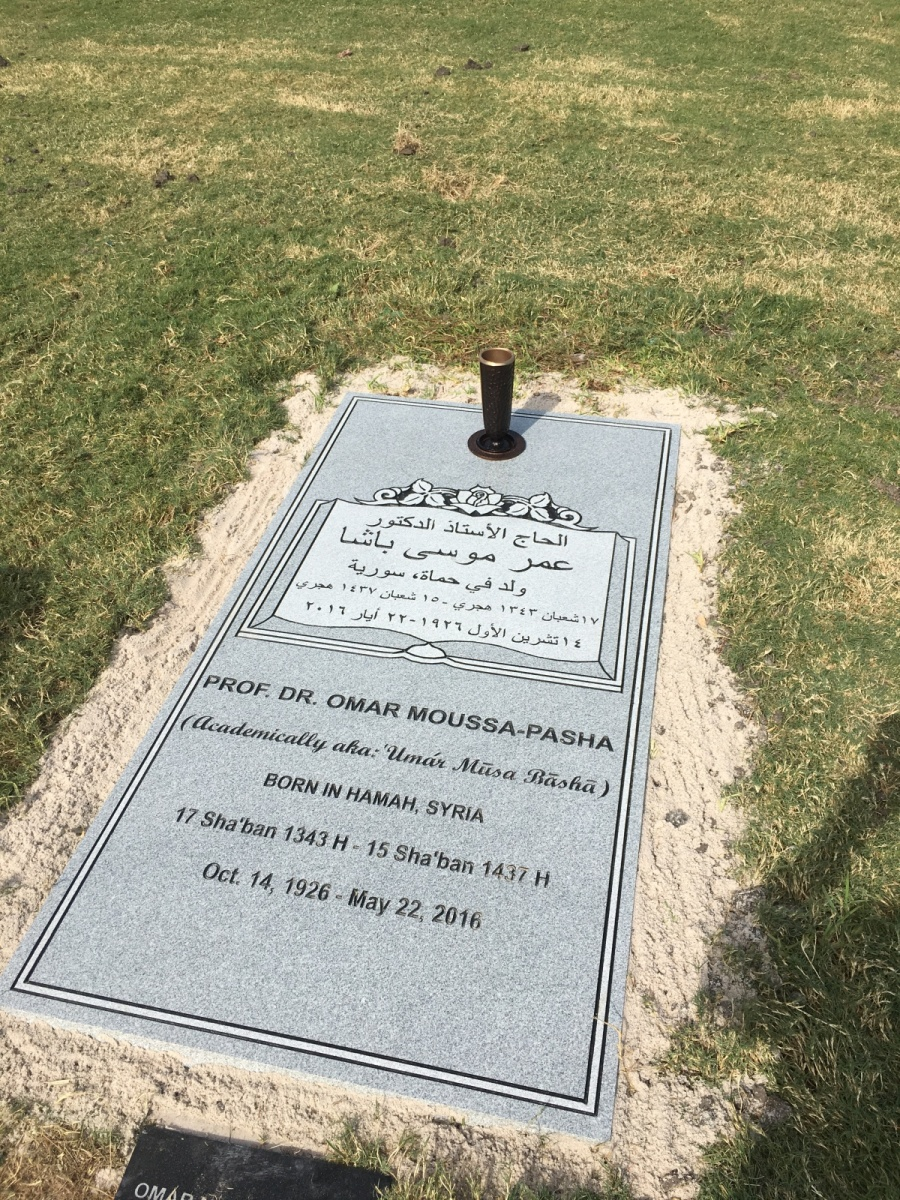 الحاج الأستاذ الدكتور
عمر موسى باشا
ولد في حماة، سورية
١٧شعبان ١٣٤٣ هجري - ١٥ شعبان ١٤٣٧ هجري
١٤ تشرين الأول ١٩٢٦ - ٢٢ أيار ٢٠١٦
PROF. DR. OMAR MOUSSA-PASHA
(Academically aka: 'Umár Mūsa Bāshā)
BORN IN HAMAH, SYRIA
17 Sha'ban 1343 H - 15 Sha'ban 1437 H
Oct. 14, 1926 - May 22, 2016
OMAR